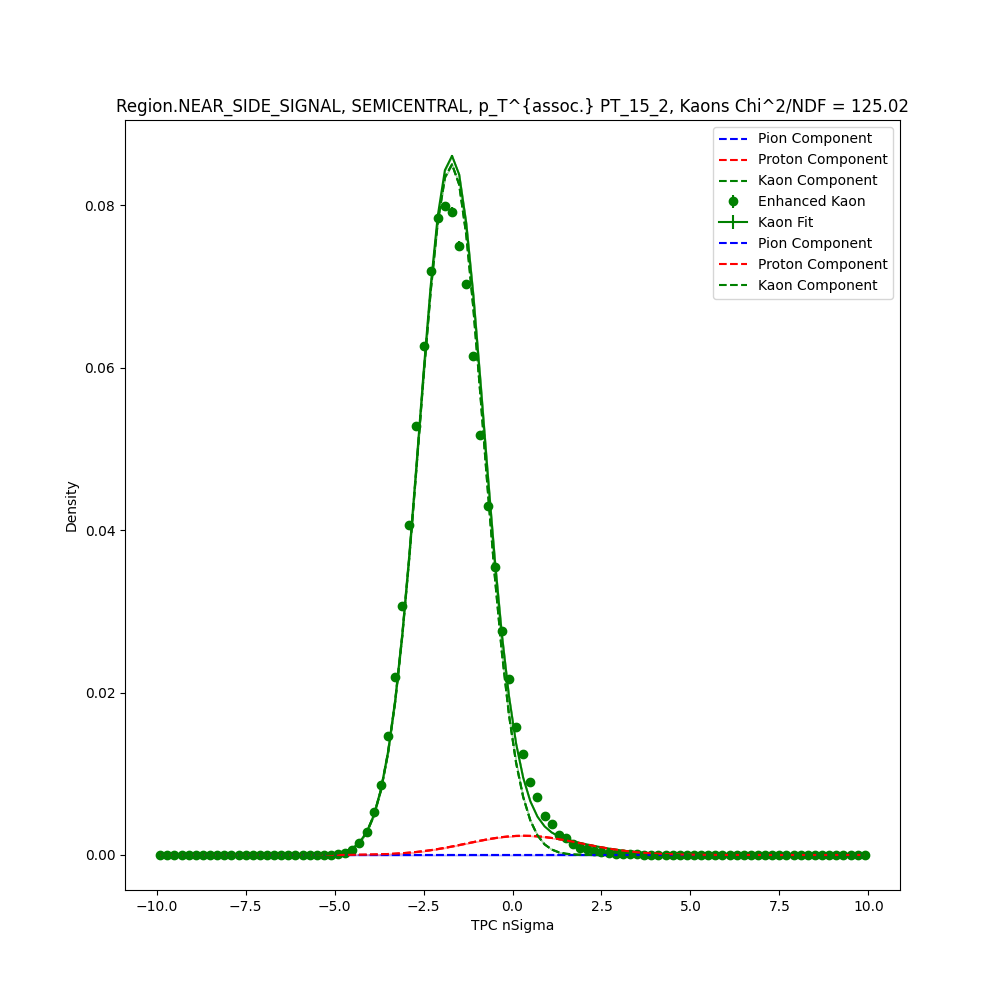 Region.NEAR_SIDE_SIGNAL, SEMICENTRAL, p_T^{assoc.} PT_15_2, Kaons Chi^2/NDF = 125.02
Pion Component
Proton Component
Kaon Component
Enhanced Kaon
Kaon Fit
Pion Component
Proton Component
Kaon Component
0.08
0.06
0.04
0.02
0.00
Density
−10.0 −7.5 −5.0 −2.5 0.0 2.5 5.0 7.5 10.0
TPC nSigma